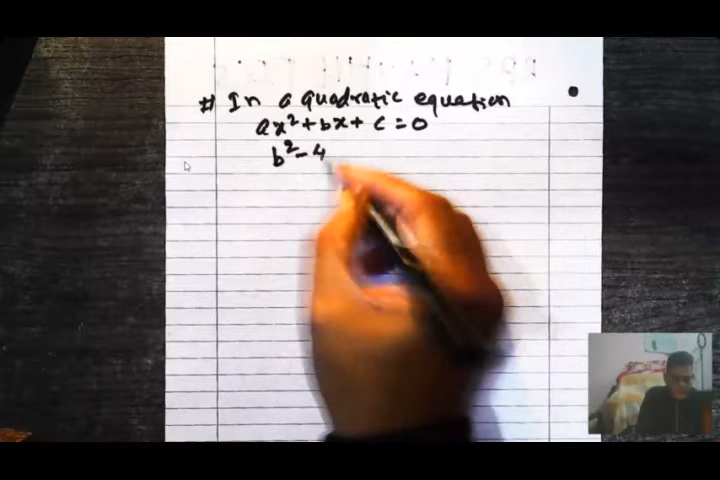 # In a quadratic equation
ax² + bx + c = 0
b² - 4